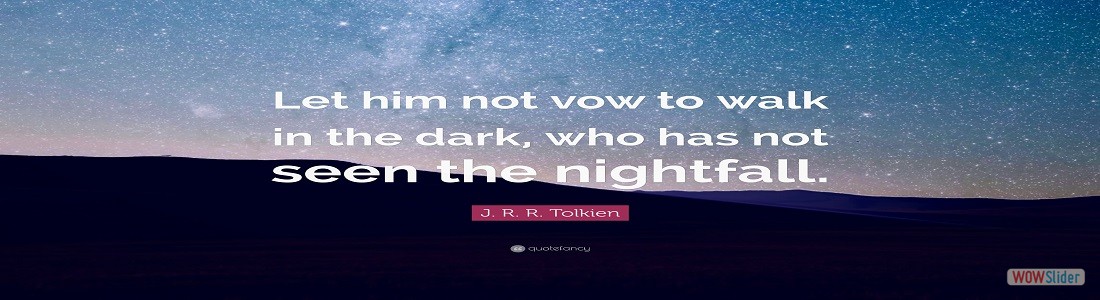 Let him not vow to walk
in the dark, who has not
seen the nightfall.
J. R. R. Tolkien
quotefancy
WOWSlider